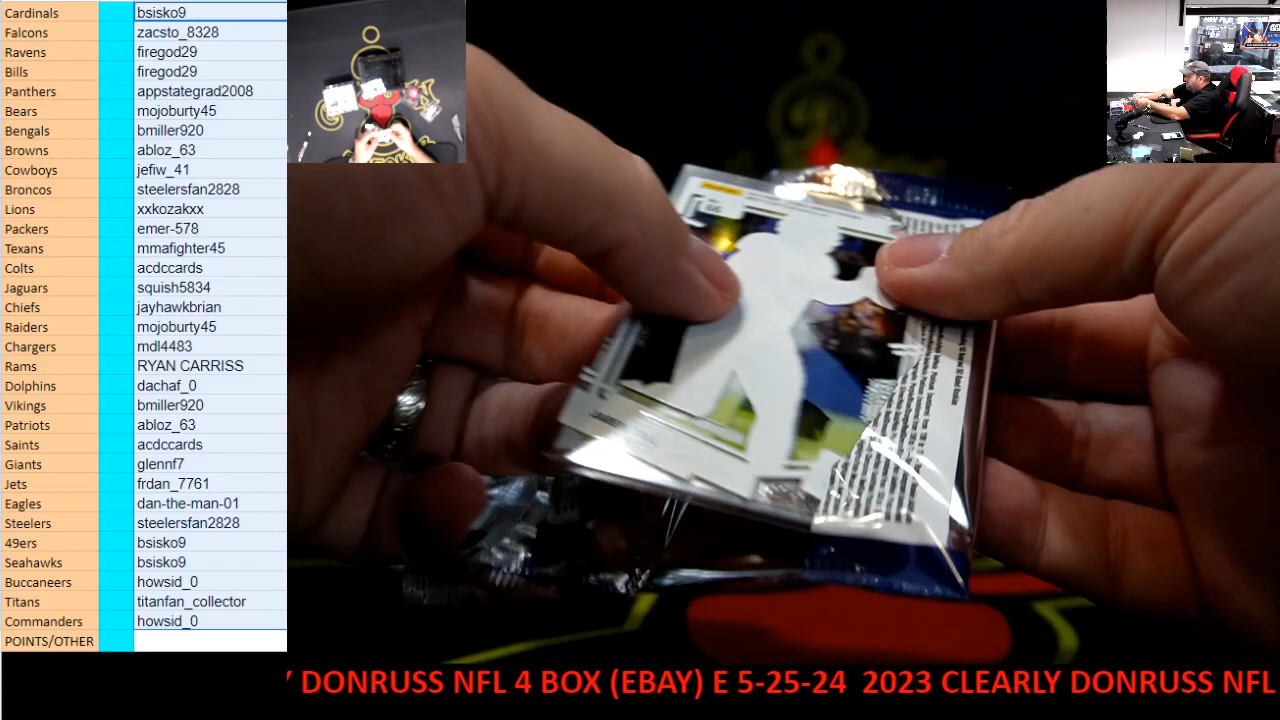 Cardinals bsisko9
Falcons zacsto_8328
Ravens firegod29
Bills firegod29
Panthers appstategrad2008
Bears mojoburty45
Bengals bmiller920
Browns abloz_63
Cowboys jefiw_41
Broncos steelersfan2828
Lions xxkozakxx
Packers emer-578
Texans mmafighter45
Colts acdccards
Jaguars squish5834
Chiefs jayhawkbrian
Raiders mojoburty45
Chargers mdl4483
Rams RYAN CARRISS
Dolphins dachaf_0
Vikings bmiller920
Patriots abloz_63
Saints acdccards
Giants glennf7
Jets frdan_7761
Eagles dan-the-man-01
Steelers steelersfan2828
49ers bsisko9
Seahawks bsisko9
Buccaneers howsid_0
Titans titanfan_collector
Commanders howsid_0
POINTS/OTHER
DONRUSS NFL 4 BOX (EBAY) E 5-25-24 2023 CLEARLY DONRUSS NFL